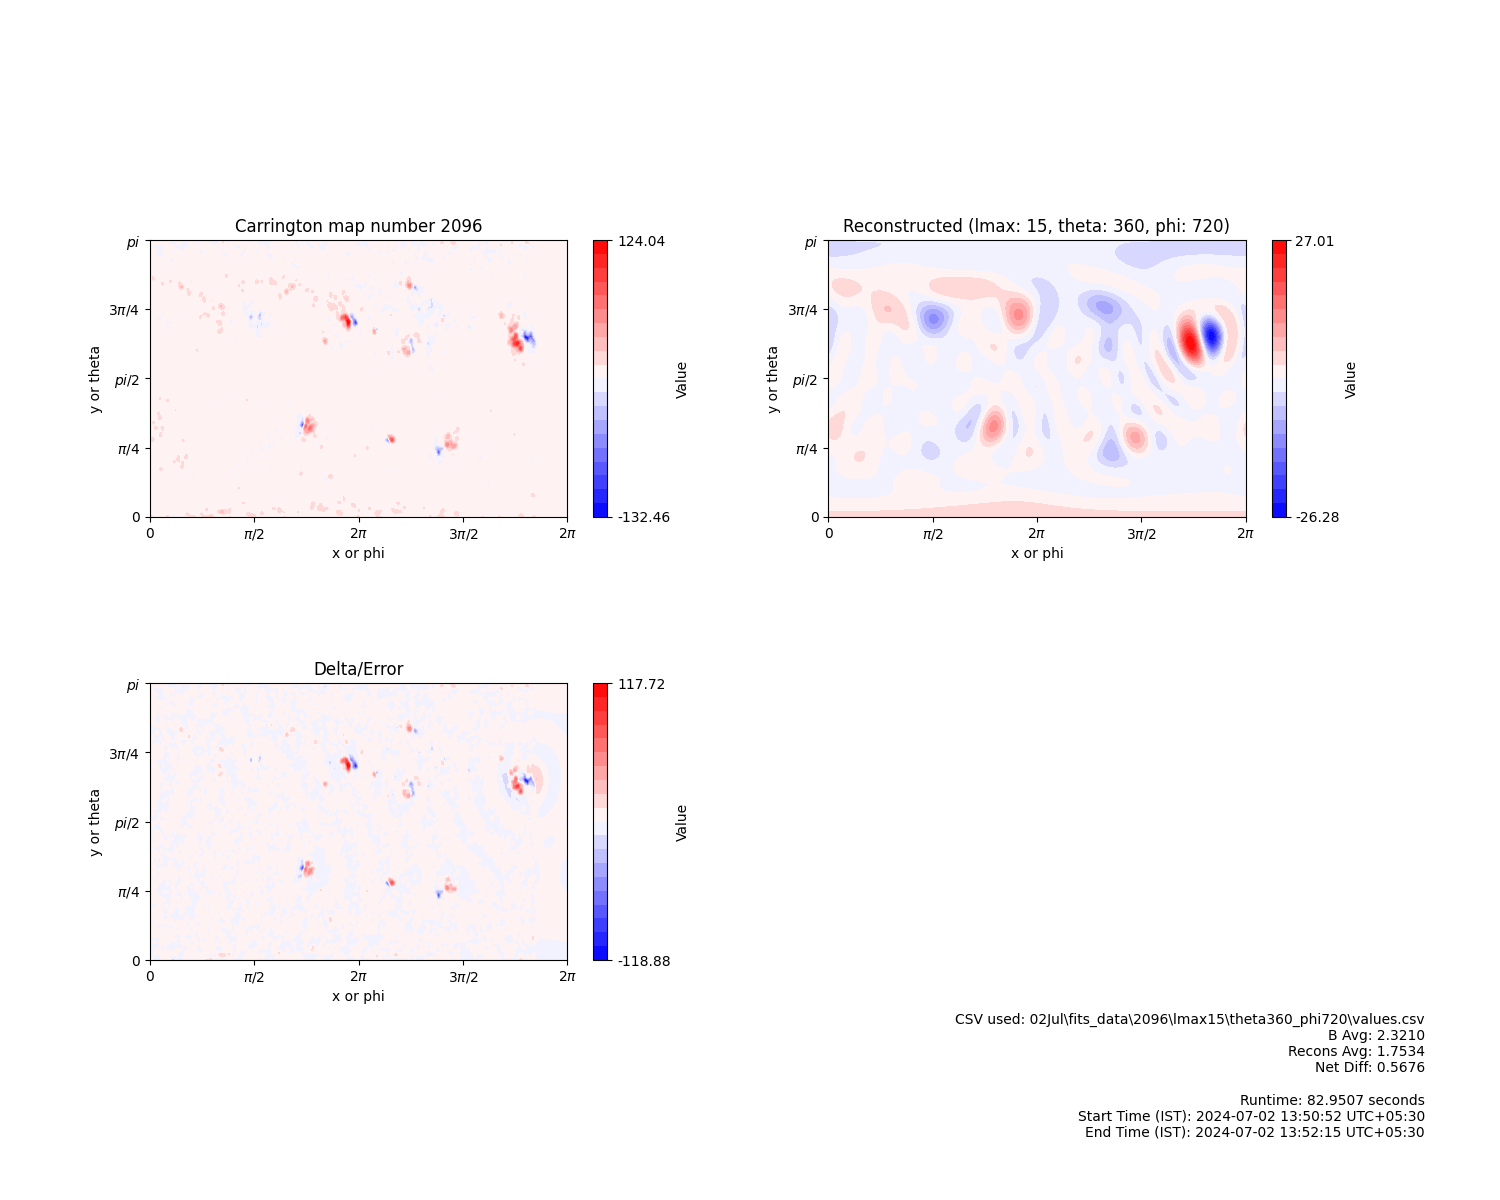 Carrington map number 2096
pi
3π/4
pi/2
π/4
0
y or theta
0
π/2
2π
3π/2
2π
x or phi
124.04
-132.46
Value
Reconstructed (lmax: 15, theta: 360, phi: 720)
pi
3π/4
pi/2
π/4
0
y or theta
0
π/2
2π
3π/2
2π
x or phi
27.01
-26.28
Value
Delta/Error
pi
3π/4
pi/2
π/4
0
y or theta
0
π/2
2π
3π/2
2π
x or phi
117.72
-118.88
Value
CSV used: 02Jul\fits_data\2096\lmax15\theta360_phi720\values.csv
B Avg: 2.3210
Recons Avg: 1.7534
Net Diff: 0.5676
Runtime: 82.9507 seconds
Start Time (IST): 2024-07-02 13:50:52 UTC+05:30
End Time (IST): 2024-07-02 13:52:15 UTC+05:30